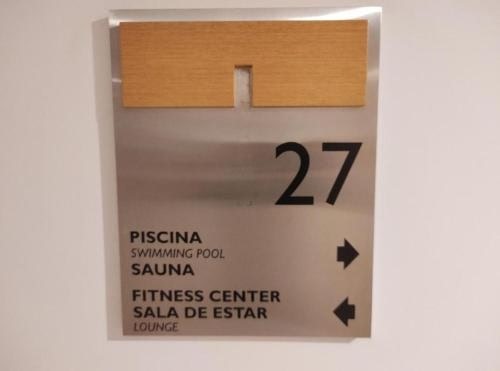 27
PISCINA
SWIMMING POOL
SAUNA
FITNESS CENTER
SALA DE ESTAR
LOUNGE